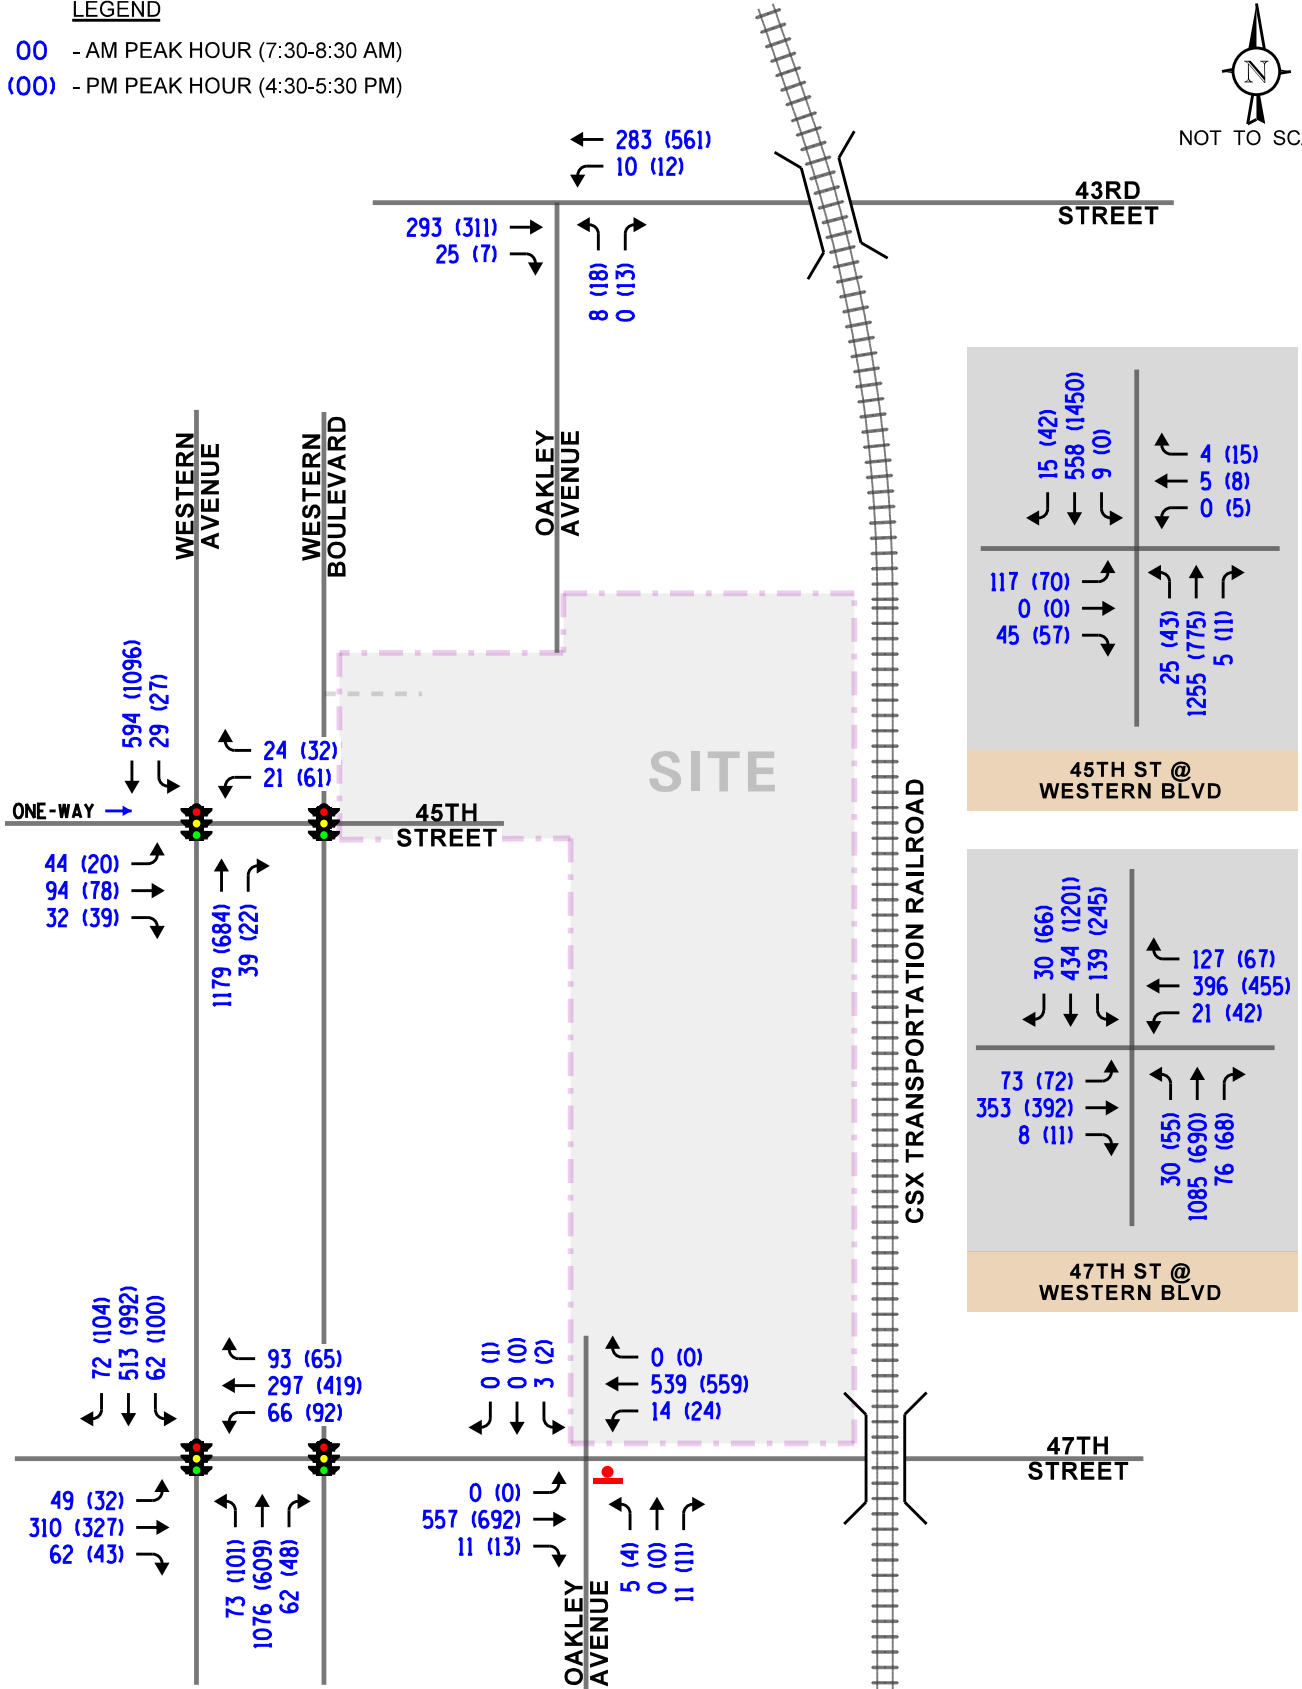 LEGEND
00 - AM PEAK HOUR (7:30-8:30 AM)
(00) - PM PEAK HOUR (4:30-5:30 PM)
N
NOT TO SC
283 (561)
10 (12)
43RD
STREET
293 (311)
25 (7)
8 (18)
0 (13)
WESTERN
AVENUE
WESTERN
BOULEVARD
OAKLEY
AVENUE
15 (42)
558 (1450)
9 (0)
4 (15)
5 (8)
0 (5)
117 (70)
0 (0)
45 (57)
25 (43)
1255 (775)
5 (11)
45TH ST @
WESTERN BLVD
594 (1096)
29 (27)
24 (32)
21 (61)
SITE
ONE-WAY
45TH
STREET
44 (20)
94 (78)
32 (39)
1179 (684)
39 (22)
CSX TRANSPORTATION RAILROAD
30 (66)
434 (1201)
139 (245)
127 (67)
396 (455)
21 (42)
73 (72)
353 (392)
8 (11)
30 (55)
1085 (690)
76 (68)
47TH ST @
WESTERN BLVD
72 (104)
513 (992)
62 (100)
93 (65)
297 (419)
66 (92)
0 (1)
0 (0)
3 (2)
0 (0)
539 (559)
14 (24)
47TH
STREET
49 (32)
310 (327)
62 (43)
73 (101)
1076 (609)
62 (48)
0 (0)
557 (692)
11 (13)
5 (4)
0 (0)
11 (11)
OAKLEY
AVENUE